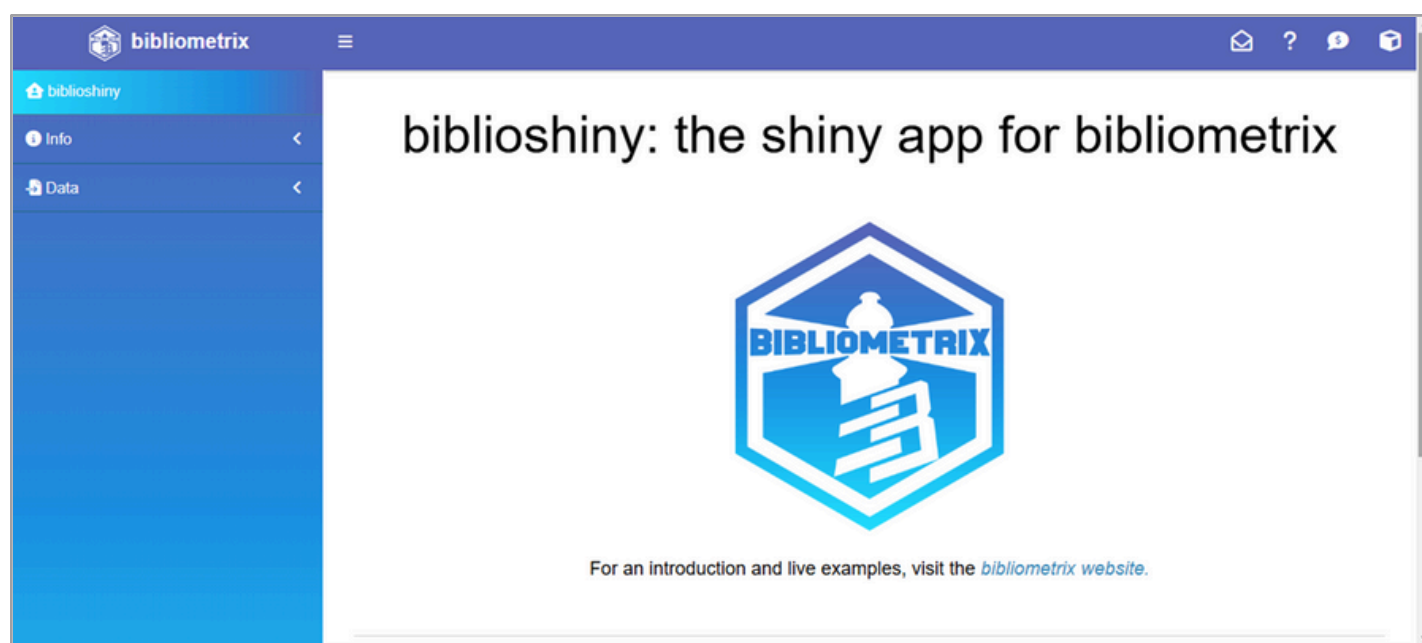 bibliometrix
?
biblioshiny
Info
Data
biblioshiny: the shiny app for bibliometrix
BIBLIOMETRIX
For an introduction and live examples, visit the bibliometrix website.